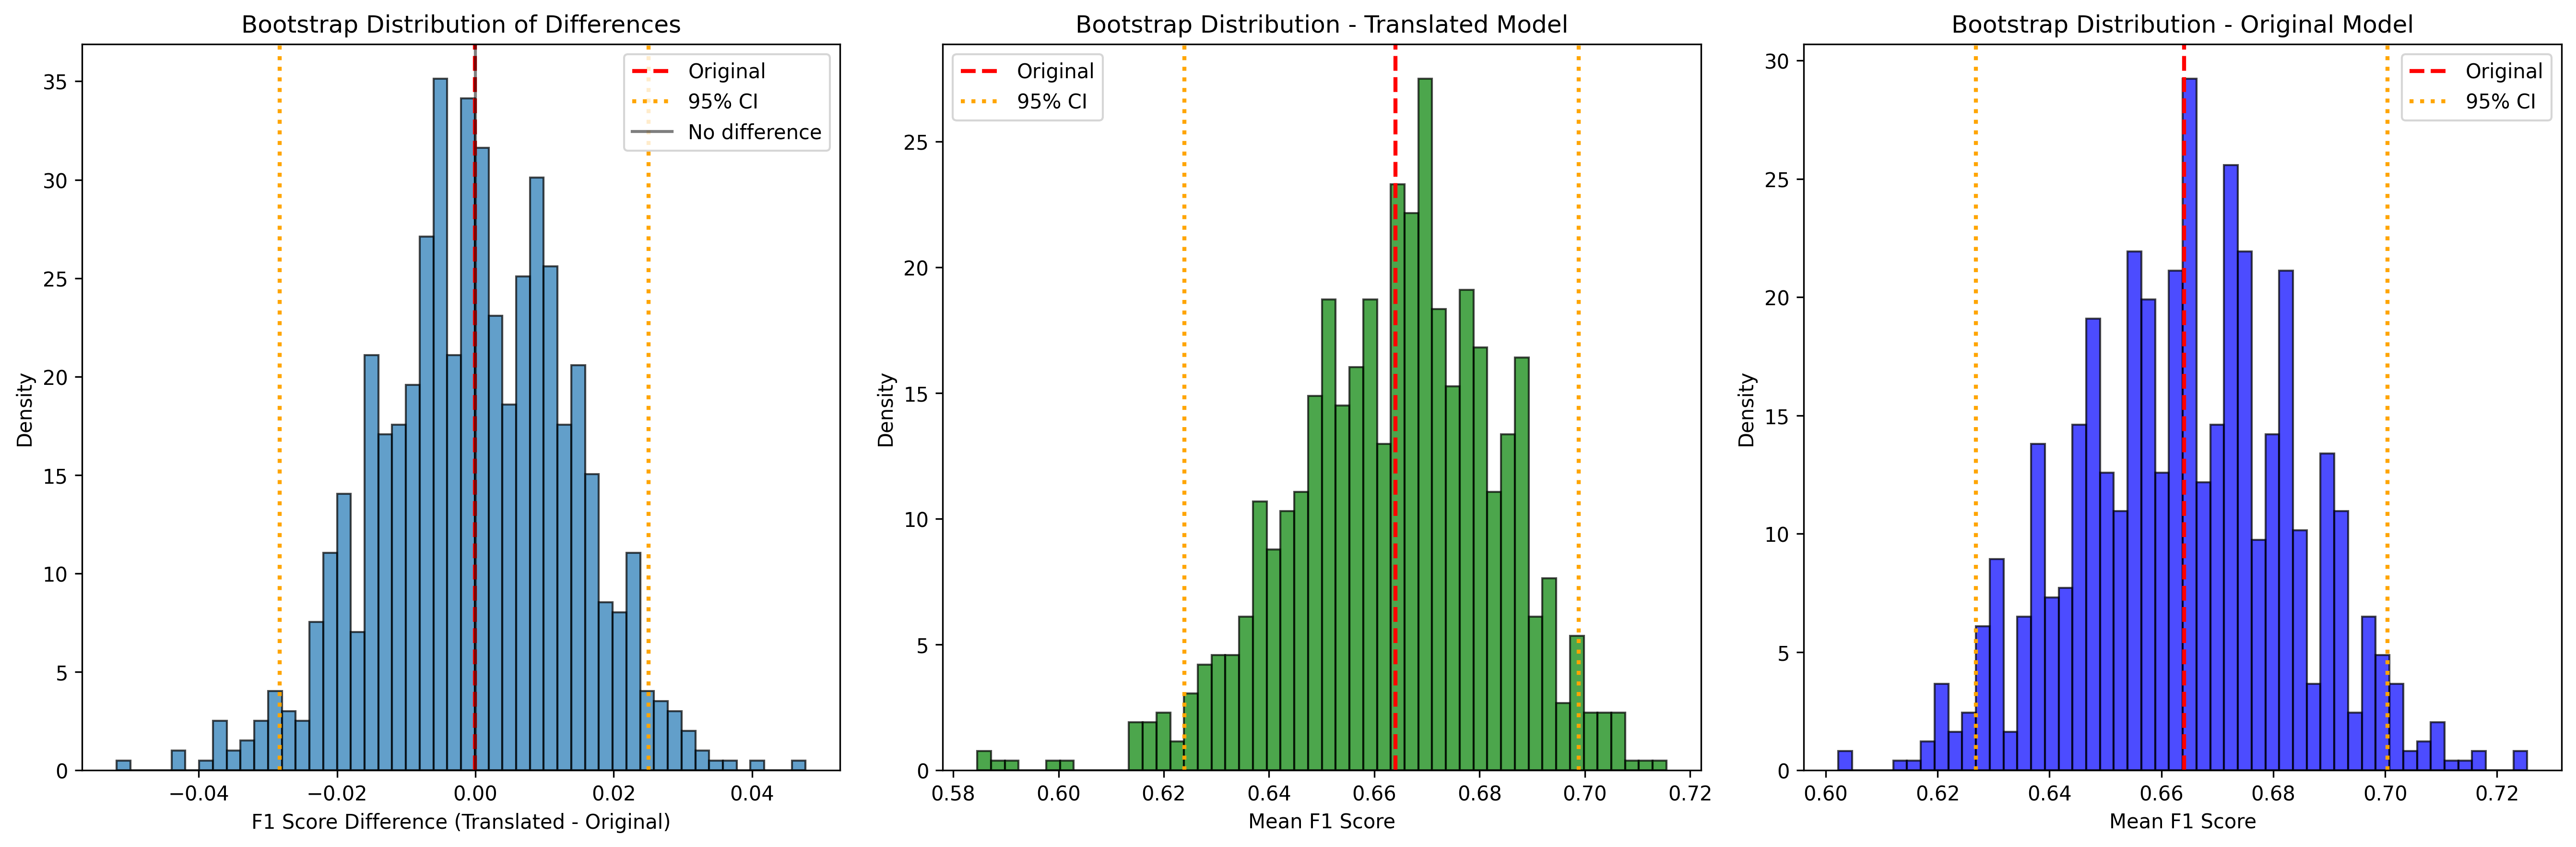 Bootstrap Distribution of Differences
Original
95% CI
No difference
35
30
25
20
15
10
5
0
Density
−0.04
−0.02
0.00
0.02
0.04
F1 Score Difference (Translated - Original)
Bootstrap Distribution - Translated Model
Original
95% CI
25
20
15
10
5
0
Density
0.58
0.60
0.62
0.64
0.66
0.68
0.70
0.72
Mean F1 Score
Bootstrap Distribution - Original Model
Original
95% CI
30
25
20
15
10
5
0
Density
0.60
0.62
0.64
0.66
0.68
0.70
0.72
Mean F1 Score